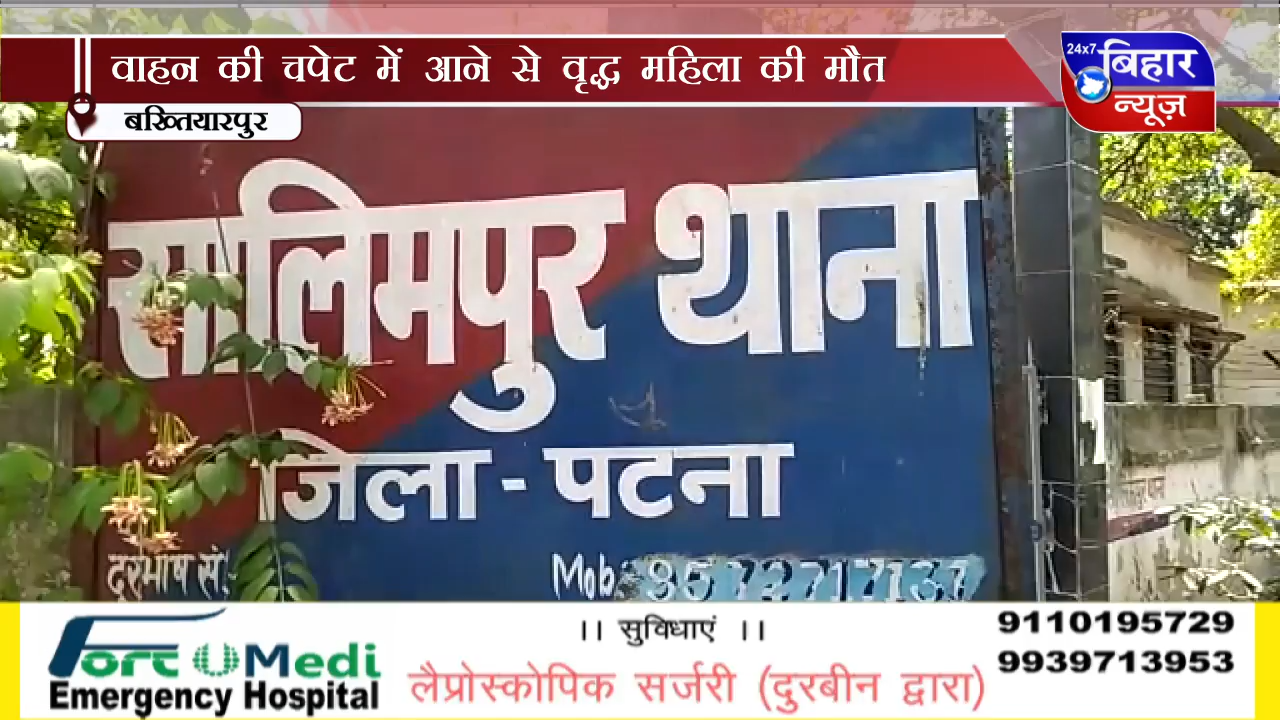 वाहन की चपेट में आने से वृद्ध महिला की मौत
24x7
बिहार
न्यूज़
बख्तियारपुर
सालिमपुर थाना
जिला - पटना
दुरभाष सं.
Mob
Fort Medi
Emergency Hospital
।। सुविधाएं ।।
लैप्रोस्कोपिक सर्जरी (दुरबीन द्वारा)
9110195729
9939713953